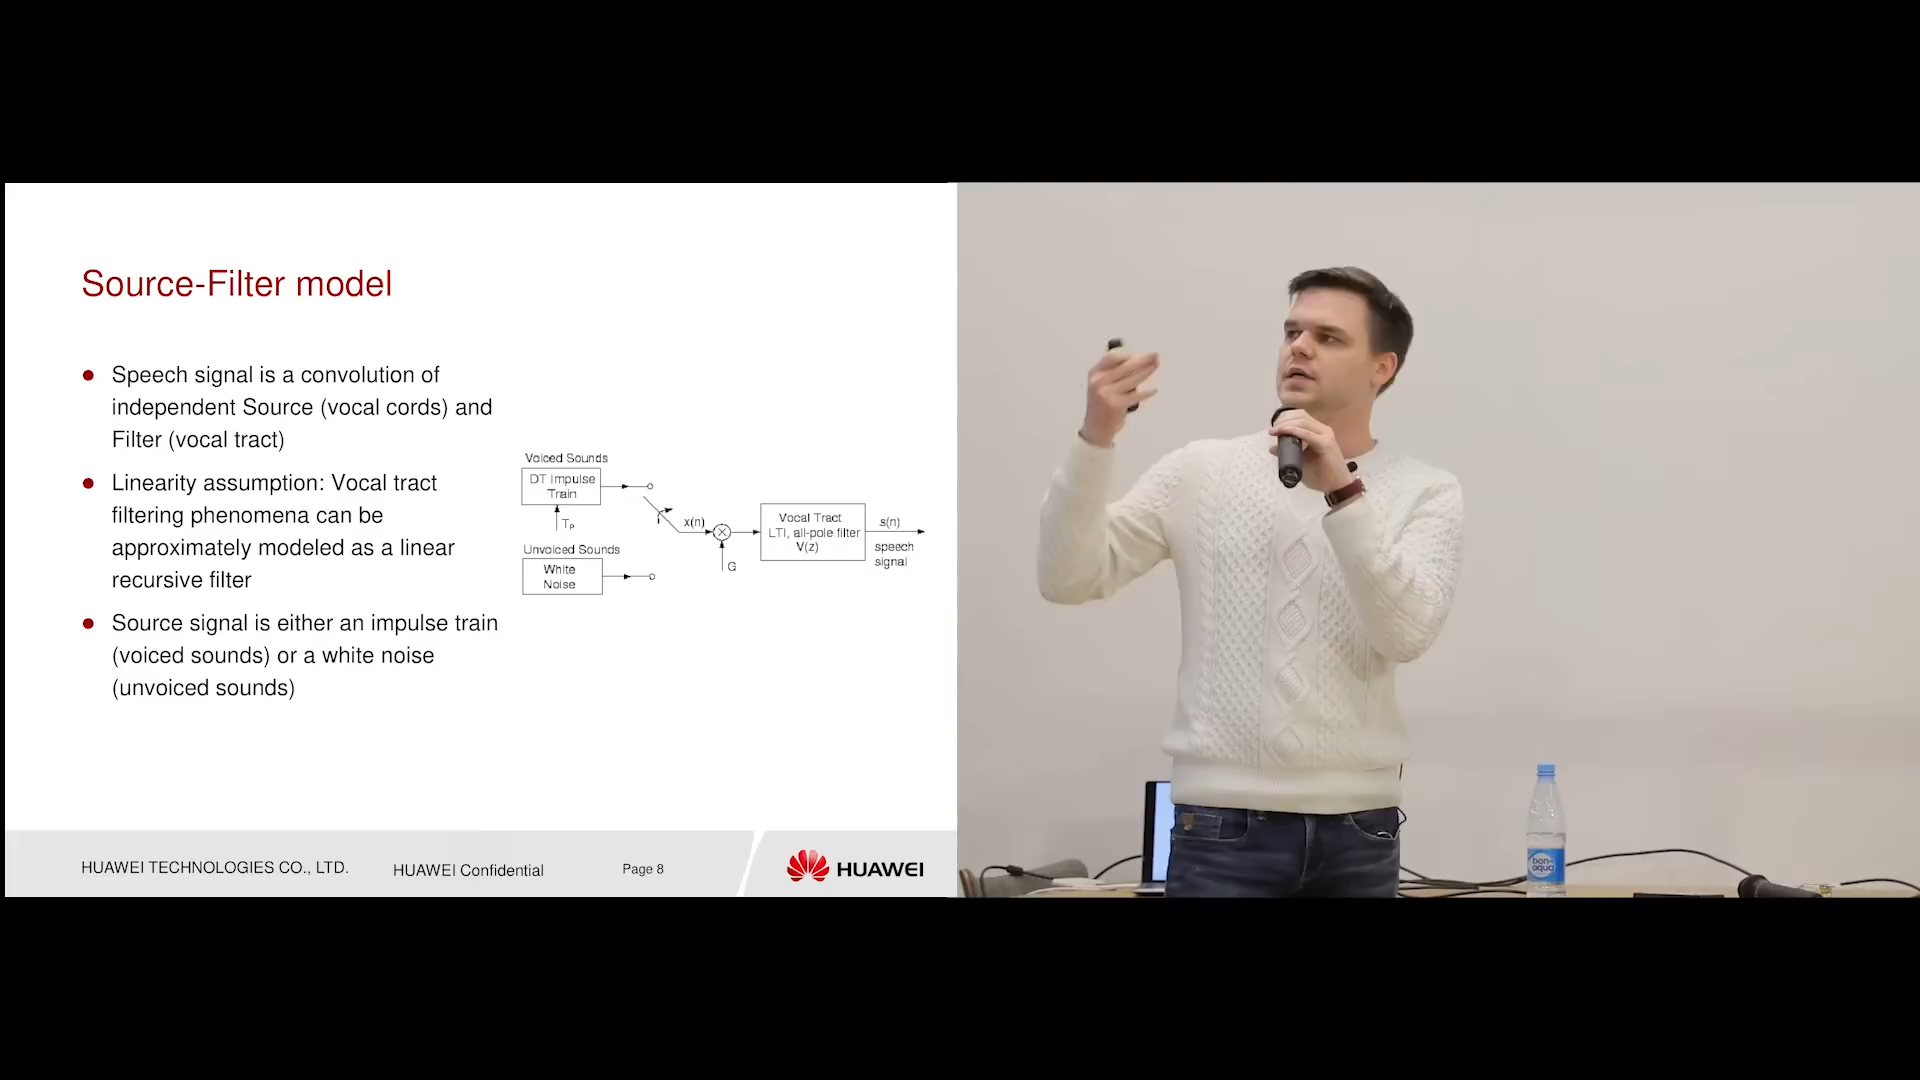 Source-Filter model
Speech signal is a convolution of
independent Source (vocal cords) and
Filter (vocal tract)
Linearity assumption: Vocal tract
filtering phenomena can be
approximately modeled as a linear
recursive filter
Source signal is either an impulse train
(voiced sounds) or a white noise
(unvoiced sounds)
Voiced Sounds
DT Impulse
Train
Tp
Unvoiced Sounds
White
Noise
x(n)
G
Vocal Tract
LTI, all-pole filter
V(z)
s(n)
speech
signal
HUAWEI TECHNOLOGIES CO., LTD.
HUAWEI Confidential
Page 8
HUAWEI
bon-
aqua